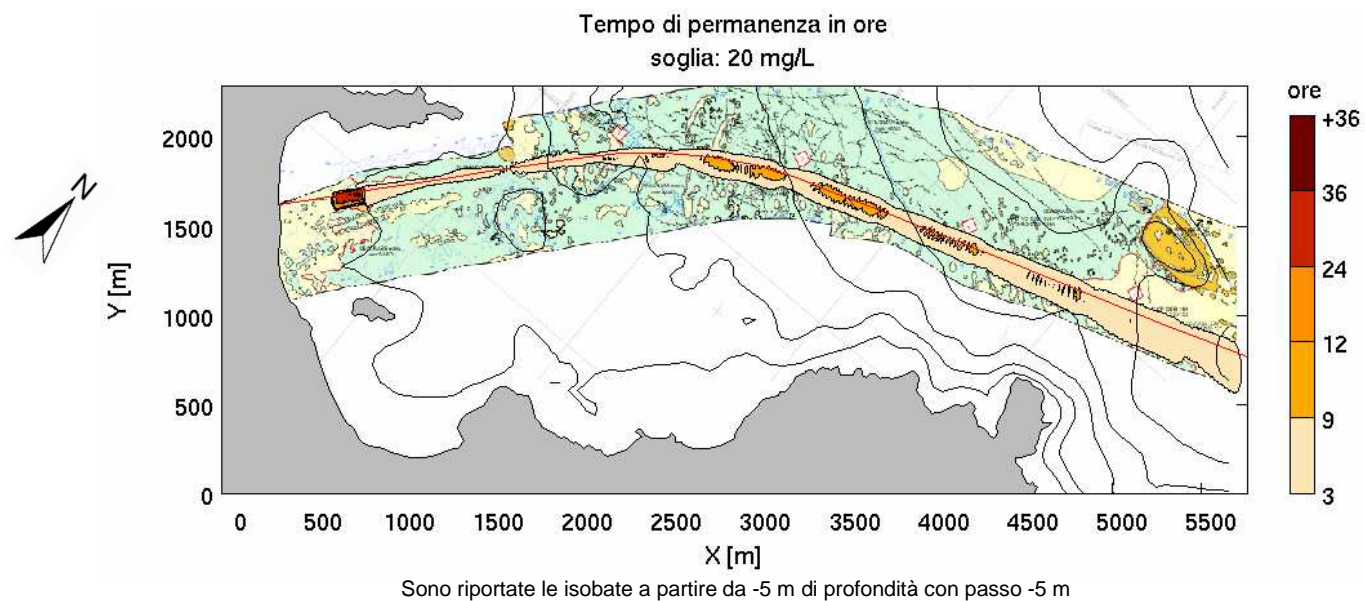 Tempo di permanenza in ore
soglia: 20 mg/L
ore
+36
36
24
12
9
3
N
Y [m]
2000
1500
1000
500
0
0 500 1000 1500 2000 2500 3000 3500 4000 4500 5000 5500
X [m]
Sono riportate le isobate a partire da -5 m di profondità con passo -5 m